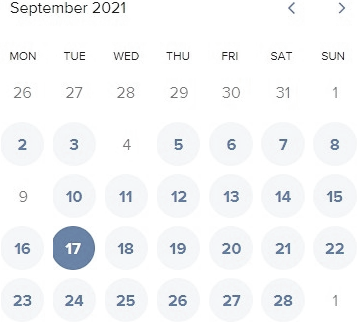 September 2021
MON TUE WED THU FRI SAT SUN
26 27 28 29 30 31 1
2 3 4 5 6 7 8
9 10 11 12 13 14 15
16 17 18 19 20 21 22
23 24 25 26 27 28 1